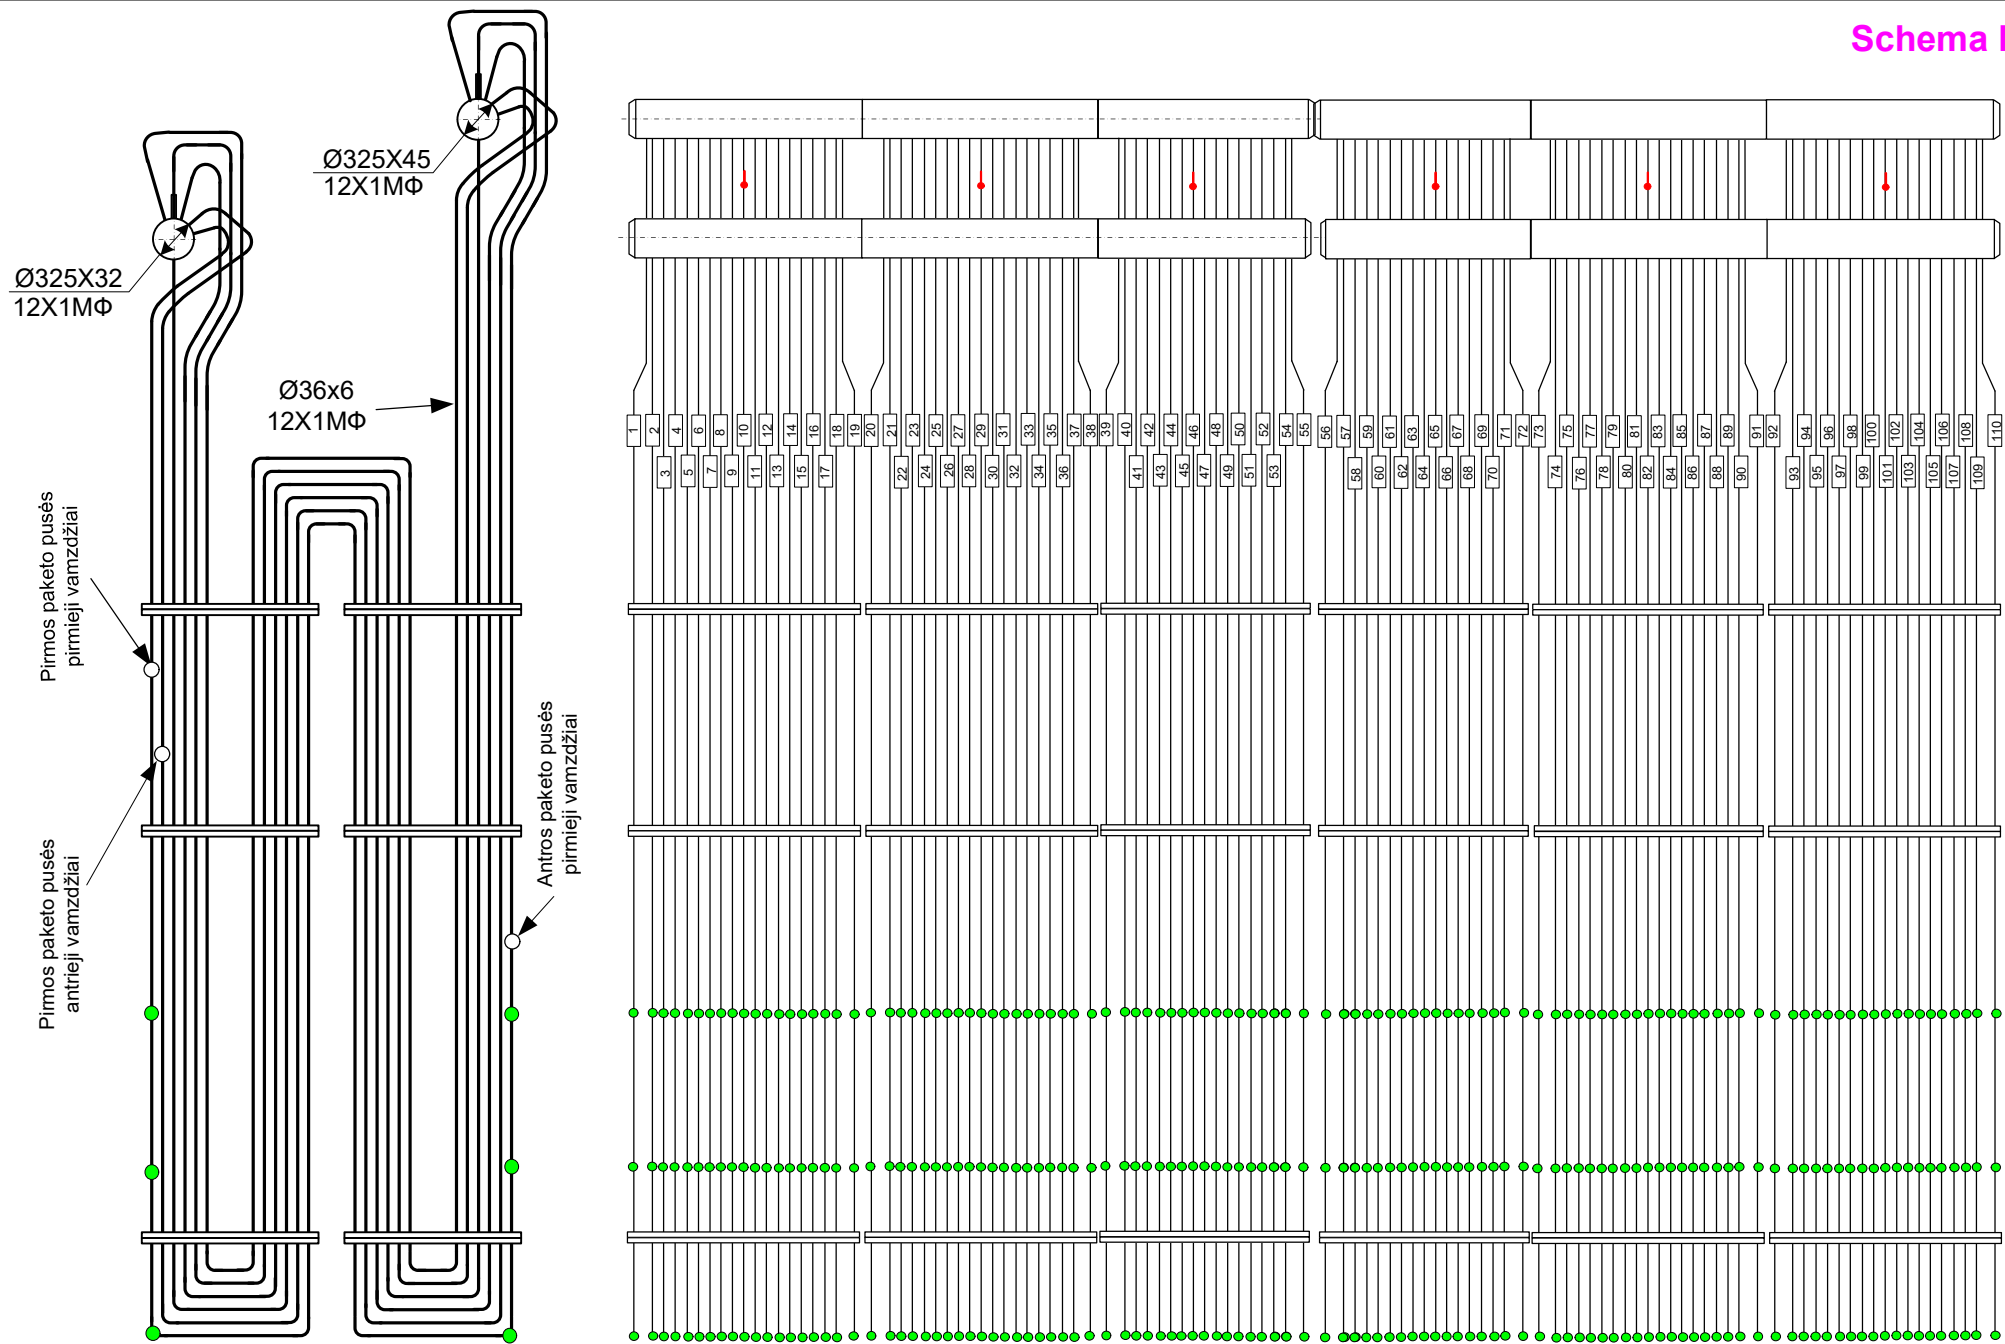 Schema
Ø325X45
12X1МФ
Ø325X32
12X1МФ
Ø36x6
12X1МФ
Pirmos paketo pusės
pirmieji vamzdžiai
Pirmos paketo pusės
antrieji vamzdžiai
Antros paketo pusės
pirmieji vamzdžiai
1 2 4 6 8 10 12 14 16 18 19 20 21 23 25 27 29 31 33 35 37 38 39 40 42 44 46 48 50 52 54 55 56 57 59 61 63 65 67 69 71 72 73 75 77 79 81 83 85 87 89 91 92 94 96 98 100 102 104 106 108 110
3 5 7 9 11 13 15 17 22 24 26 28 30 32 34 36 41 43 45 47 49 51 53 58 60 62 64 66 68 70 74 76 78 80 82 84 86 88 90 93 95 97 99 101 103 105 107 109